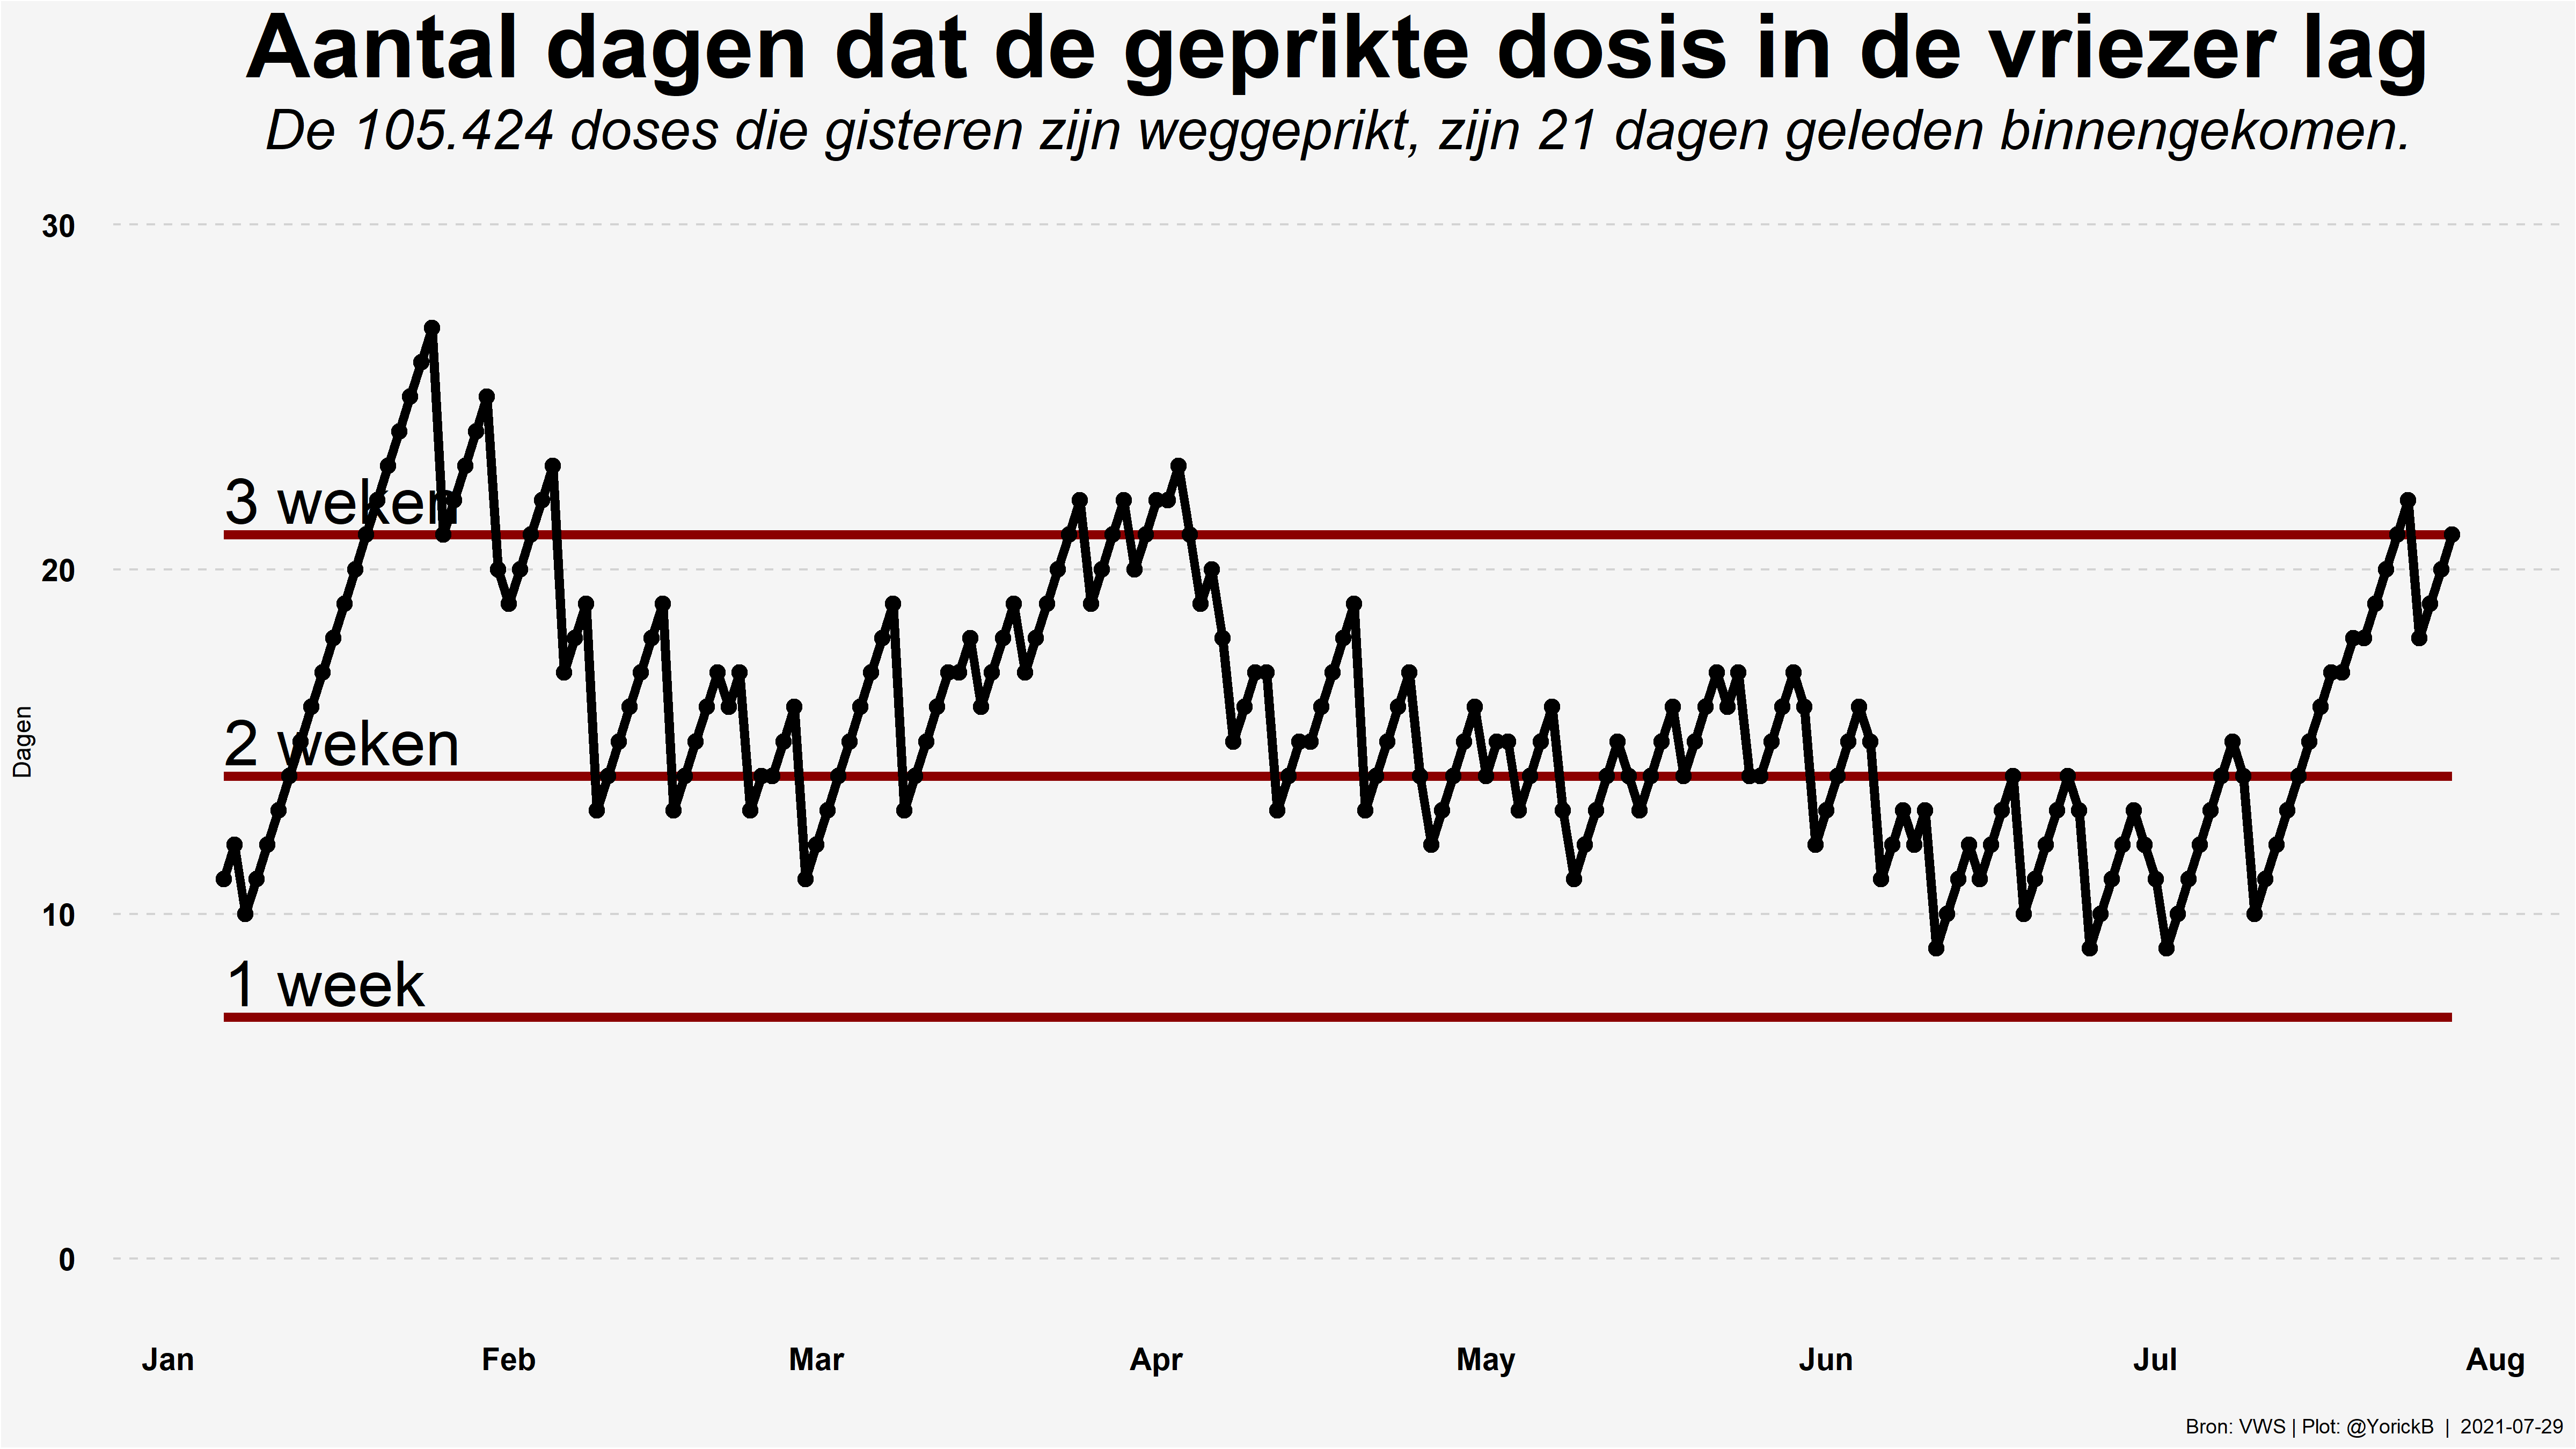 Aantal dagen dat de geprikte dosis in de vriezer lag
De 105.424 doses die gisteren zijn weggeprikt, zijn 21 dagen geleden binnengekomen.
30
3 weken
20
2 weken
Dagen
10
1 week
0
Jan Feb Mar Apr May Jun Jul Aug
Bron: VWS | Plot: @YorickB | 2021-07-29